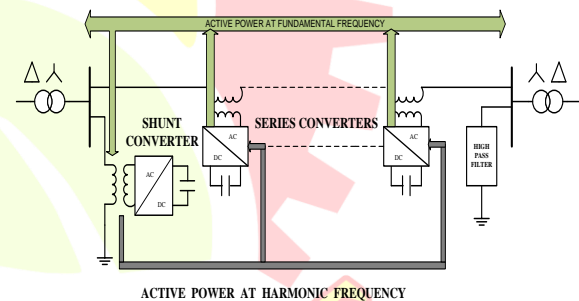 ACTIVE POWER AT FUNDAMENTAL FREQUENCY
SHUNT
CONVERTER
SERIES CONVERTERS
AC
DC
AC
DC
AC
DC
HIGH
PASS
FILTER
ACTIVE POWER AT HARMONIC FREQUENCY